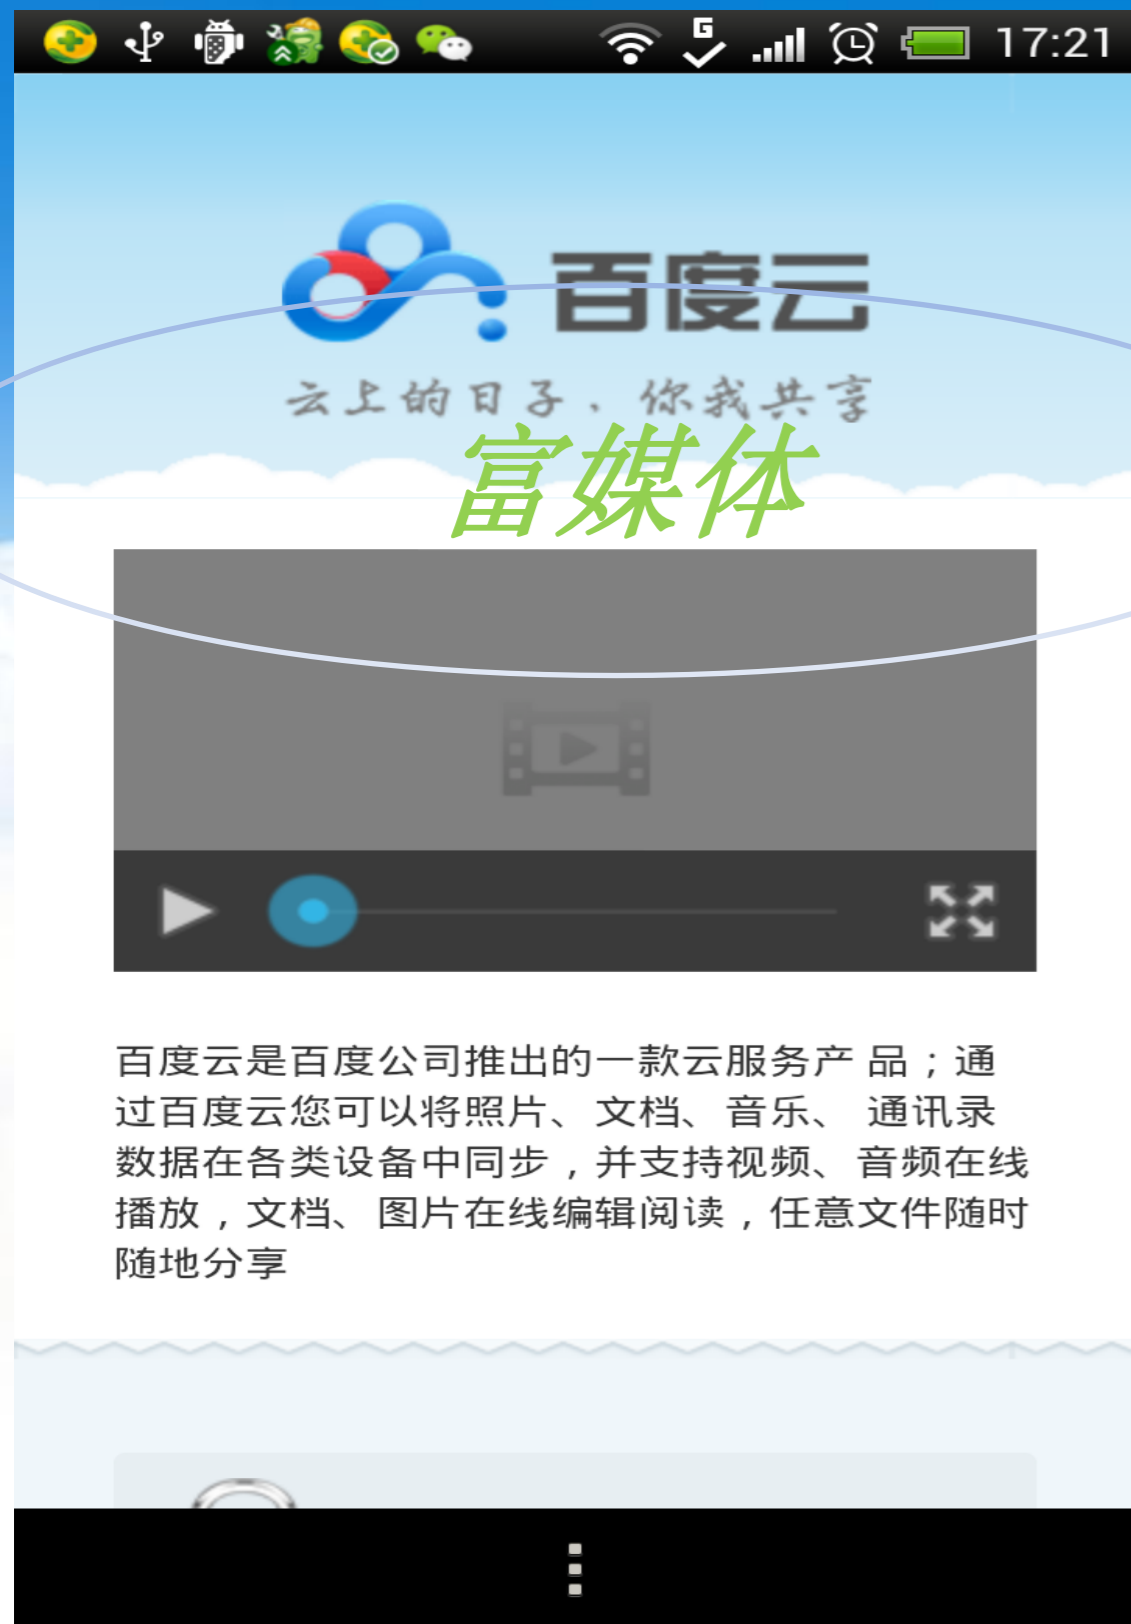 G
17:21
百度云
云上的日子、你我共享
富媒体
百度云是百度公司推出的一款云服务产 品；通
过百度云您可以将照片、文档、音乐、 通讯录
数据在各类设备中同步，并支持视频、音频在线
播放，文档、图片在线编辑阅读，任意文件随时
随地分享